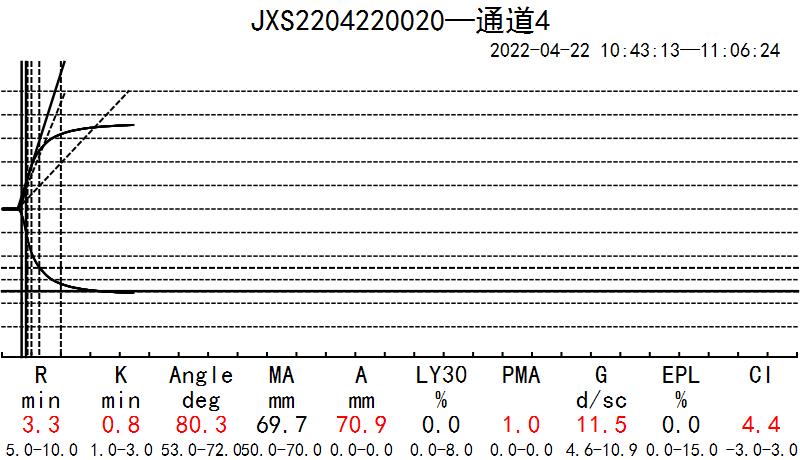 JXS2204220020—通道4
2022-04-22 10:43:13—11:06:24
R K Angle MA A LY30 PMA G EPL CI
min min deg mm mm % d/sc %
3.3 0.8 80.3 69.7 70.9 0.0 1.0 11.5 0.0 4.4
5.0-10.0 1.0-3.0 53.0-72.0 50.0-70.0 0.0-0.0 0.0-8.0 0.0-0.0 4.6-10.9 0.0-15.0 -3.0-3.0